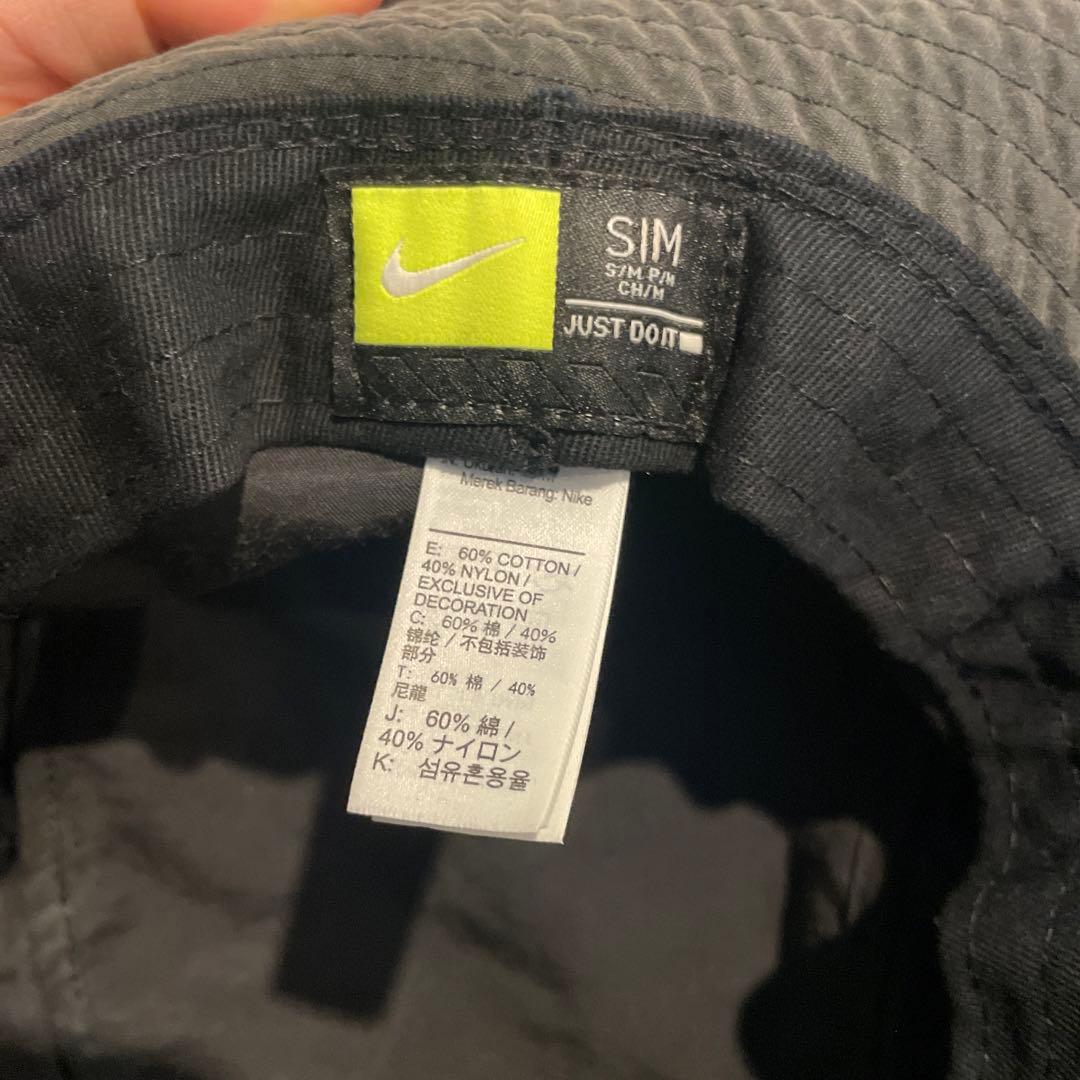 S|M
S/M P/M
CH/M
JUST DO IT
Merek Barang: Nike
E: 60% COTTON /
40% NYLON /
EXCLUSIVE OF
DECORATION
C: 60% 棉 / 40%
锦纶 / 不包括装饰
部分
T: 60% 棉 / 40%
尼龍
J: 60% 綿 /
40% ナイロン
K: 섬유혼용율